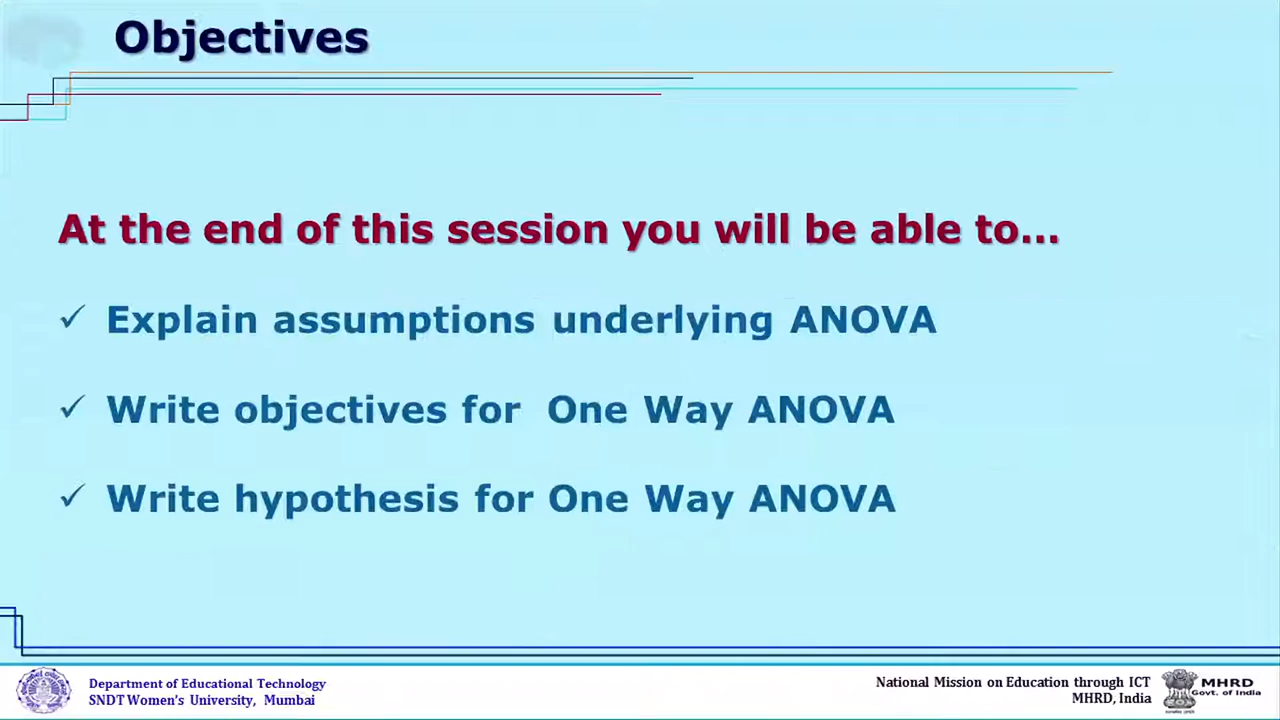 Objectives
At the end of this session you will be able to...
✓ Explain assumptions underlying ANOVA
✓ Write objectives for One Way ANOVA
✓ Write hypothesis for One Way ANOVA
Department of Educational Technology
SNDT Women's University, Mumbai
National Mission on Education through ICT
MHRD, India
MHRD
Govt. of India